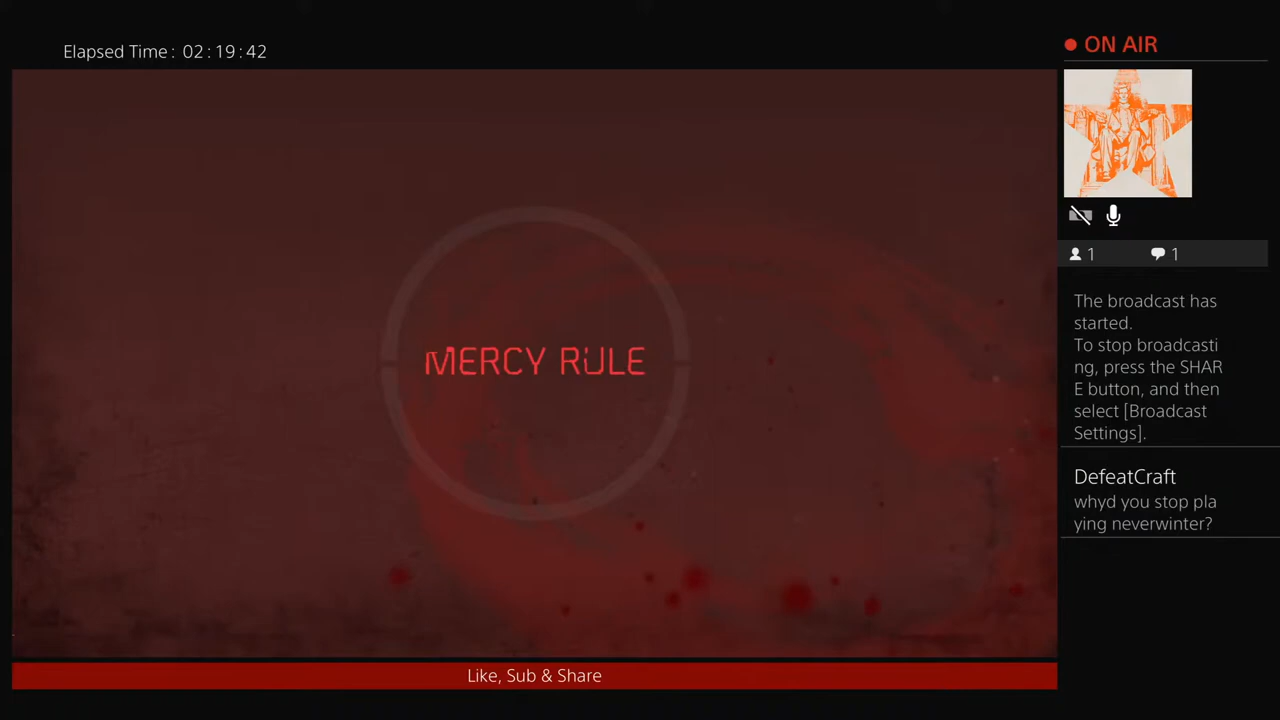 Elapsed Time : 02:19:42
ON AIR
MERCY RULE
1 1
The broadcast has
started.
To stop broadcasti
ng, press the SHAR
E button, and then
select [Broadcast
Settings].
DefeatCraft
whyd you stop pla
ying neverwinter?
Like, Sub & Share